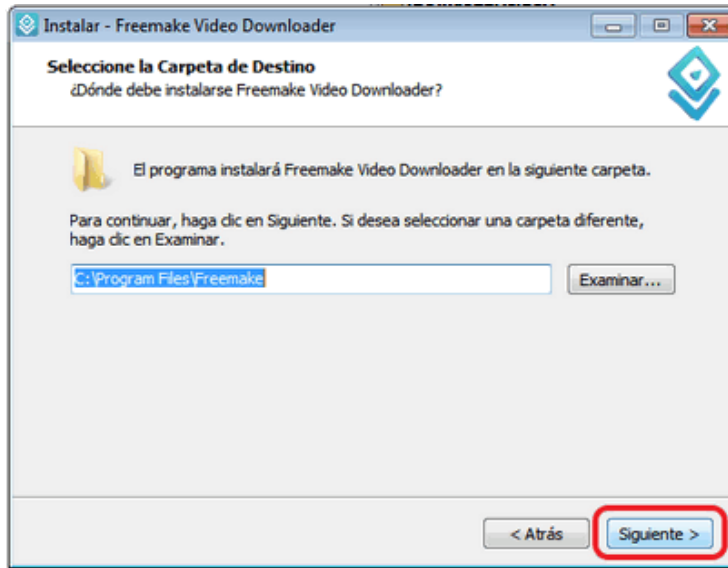 Instalar - Freemake Video Downloader
Seleccione la Carpeta de Destino
¿Dónde debe instalarse Freemake Video Downloader?
El programa instalará Freemake Video Downloader en la siguiente carpeta.
Para continuar, haga clic en Siguiente. Si desea seleccionar una carpeta diferente,
haga clic en Examinar.
C:\Program Files\Freemake
Examinar...
< Atrás
Siguiente >